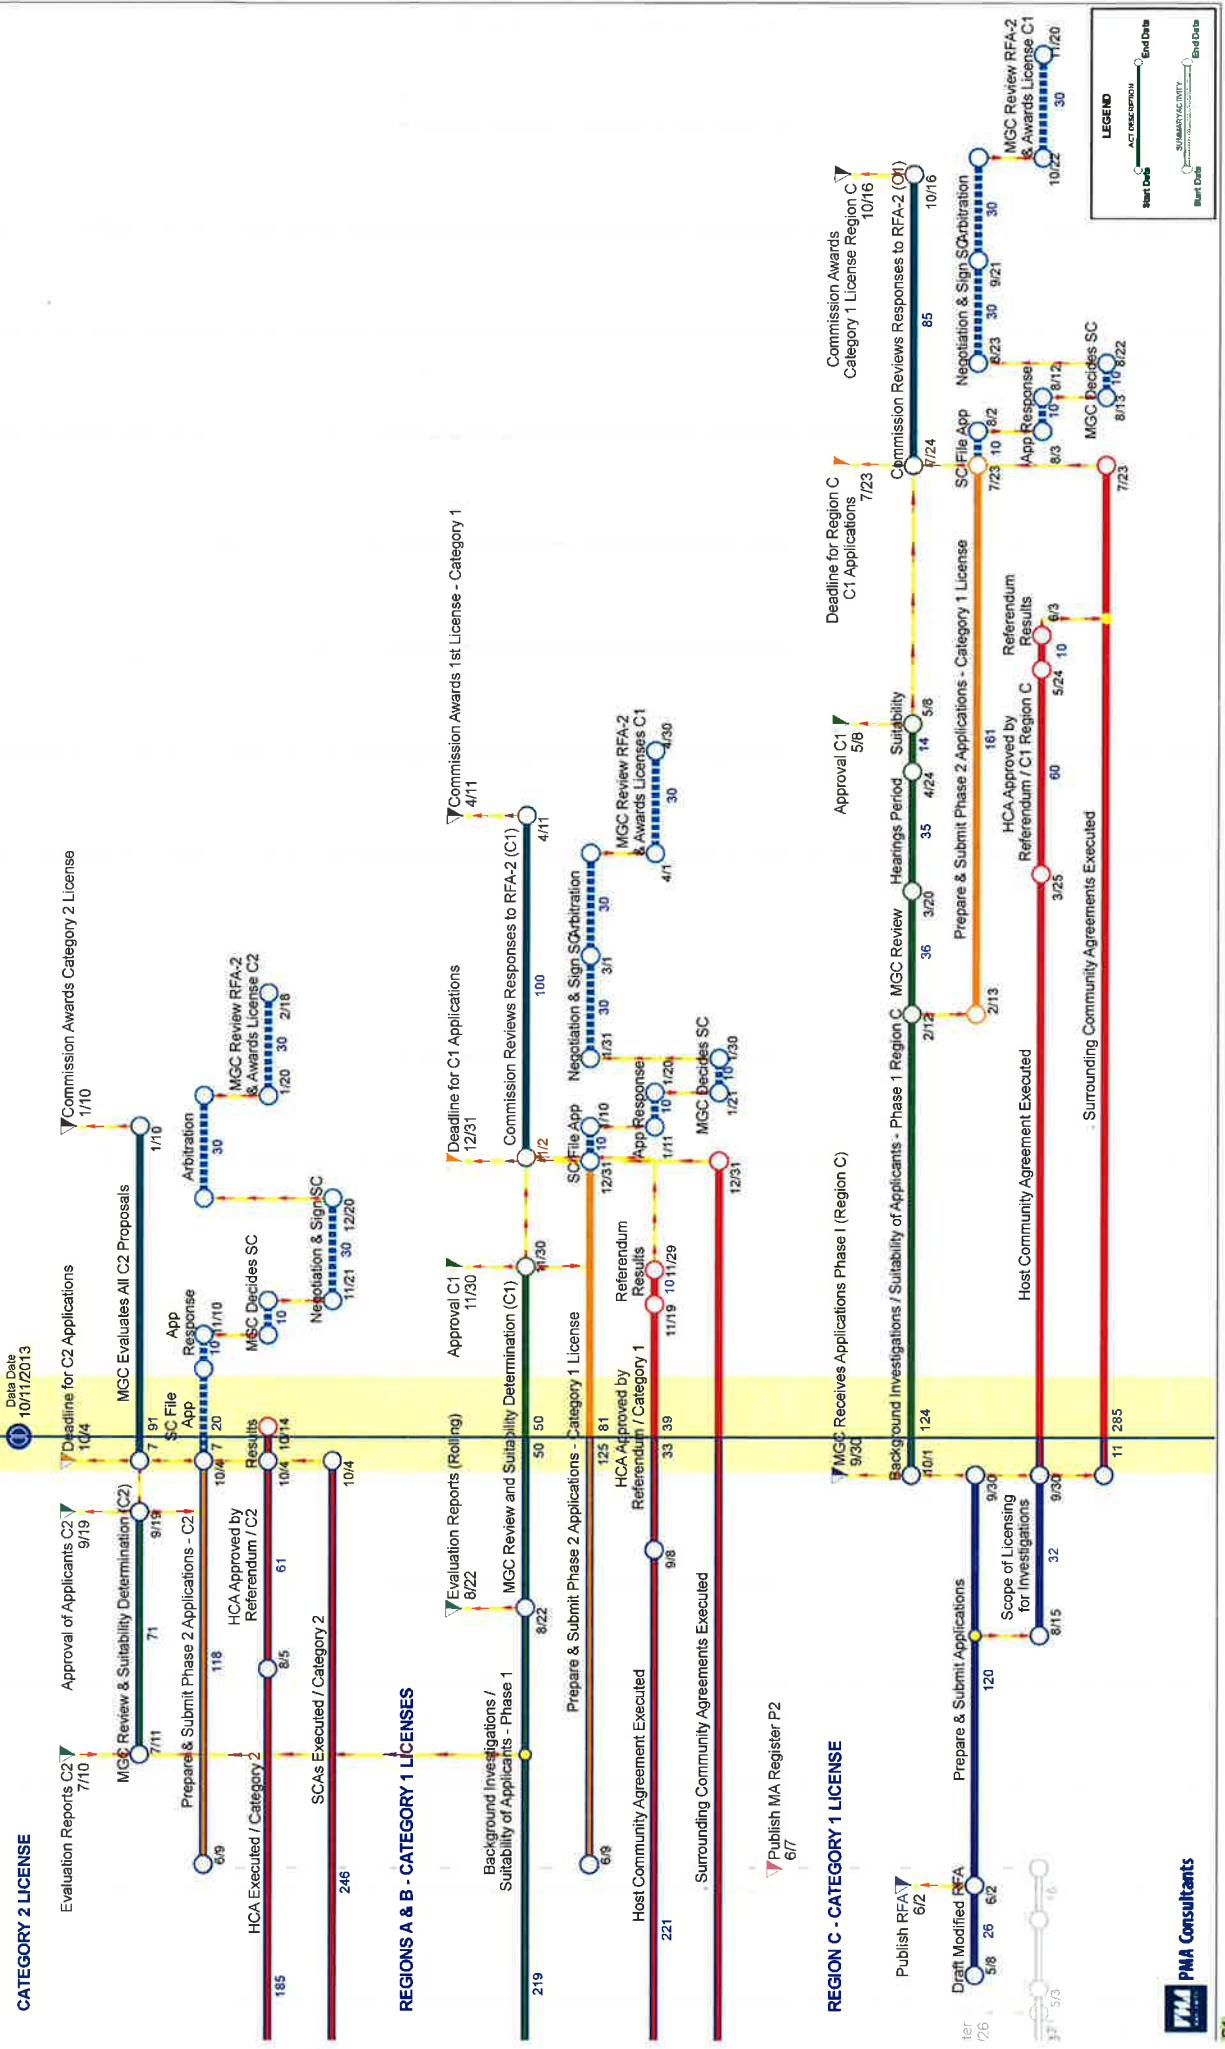 Data Date
10/11/2013
CATEGORY 2 LICENSE
Evaluation Reports C2
7/10
Approval of Applicants C2
9/19
Deadline for C2 Applications
10/4
Commission Awards Category 2 License
1/10
MGC Review & Suitability Determination (C2)
MGC Evaluates All C2 Proposals
7/11
71
9/19
7
91
1/10
Prepare & Submit Phase 2 Applications - C2
SC File
App
App
Response
Arbitration
6/9
118
10/4
7
20
10
11/10
30
HCA Executed / Category 2
HCA Approved by
Referendum / C2
Results
MGC Decides SC
MGC Review RFA-2
& Awards License C2
185
8/5
61
10/4
10/14
10
1/20
30
2/18
SCAs Executed / Category 2
Negotiation & Sign SC
246
10/4
11/21
30
12/20
REGIONS A & B - CATEGORY 1 LICENSES
Evaluation Reports (Rolling)
8/22
Approval C1
11/30
Deadline for C1 Applications
12/31
Commission Awards 1st License - Category 1
4/11
Background Investigations /
Suitability of Applicants - Phase 1
MGC Review and Suitability Determination (C1)
Commission Reviews Responses to RFA-2 (C1)
219
8/22
50
50
11/30
1/2
100
4/11
Prepare & Submit Phase 2 Applications - Category 1 License
SC File App
Negotiation & Sign SC
Arbitration
6/9
125
81
12/31
10
1/10
1/31
30
3/1
30
Host Community Agreement Executed
HCA Approved by
Referendum / Category 1
Referendum
Results
App Response
MGC Review RFA-2
& Awards Licenses C1
221
9/8
33
39
11/19
10
11/29
1/11
10
1/20
4/1
30
4/30
. Surrounding Community Agreements Executed
MGC Decides SC
12/31
1/21
10
1/30
Publish MA Register P2
6/7
REGION C - CATEGORY 1 LICENSE
Publish RFA
6/2
MGC Receives Applications Phase I (Region C)
9/30
Approval C1
5/8
Deadline for Region C
C1 Applications
7/23
Commission Awards
Category 1 License Region C
10/16
Background Investigations / Suitability of Applicants - Phase 1 Region C
MGC Review
Hearings Period
Suitability
Commission Reviews Responses to RFA-2 (C1)
10/1
124
2/12
36
3/20
35
4/24
14
5/8
7/24
85
10/16
Draft Modified RFA
Prepare & Submit Applications
Prepare & Submit Phase 2 Applications - Category 1 License
SC File App
Negotiation & Sign SC
Arbitration
5/8
26
6/2
120
9/30
2/13
161
7/23
10
8/2
8/23
30
9/21
30
Scope of Licensing
for Investigations
Host Community Agreement Executed
HCA Approved by
Referendum / C1 Region C
Referendum
Results
App Response
MGC Review RFA-2
& Awards License C1
5/3
8/15
32
9/30
3/25
60
5/24
10
6/3
8/3
10
8/12
10/22
30
11/20
. Surrounding Community Agreements Executed
MGC Decides SC
11
285
7/23
8/13
10
8/22
PMA Consultants
LEGEND
ACT DESCRIPTION
Start Date
End Date
SUMMARY ACTIVITY
Start Date
End Date